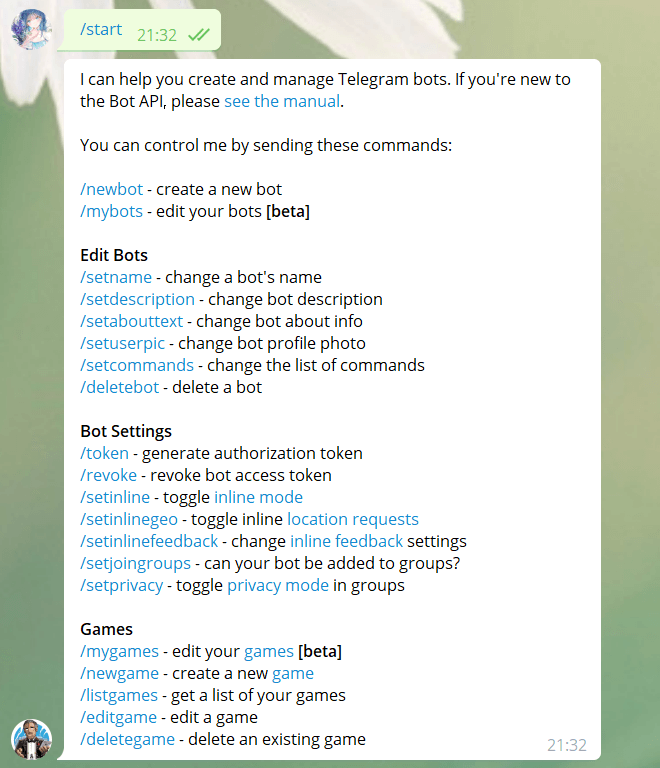 /start 21:32
I can help you create and manage Telegram bots. If you're new to
the Bot API, please see the manual.
You can control me by sending these commands:
/newbot - create a new bot
/mybots - edit your bots [beta]
Edit Bots
/setname - change a bot's name
/setdescription - change bot description
/setabouttext - change bot about info
/setuserpic - change bot profile photo
/setcommands - change the list of commands
/deletebot - delete a bot
Bot Settings
/token - generate authorization token
/revoke - revoke bot access token
/setinline - toggle inline mode
/setinlinegeo - toggle inline location requests
/setinlinefeedback - change inline feedback settings
/setjoingroups - can your bot be added to groups?
/setprivacy - toggle privacy mode in groups
Games
/mygames - edit your games [beta]
/newgame - create a new game
/listgames - get a list of your games
/editgame - edit a game
/deletegame - delete an existing game
21:32